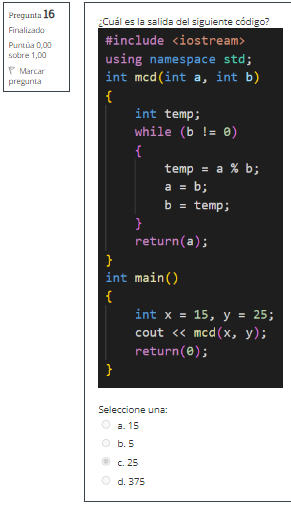 Pregunta 16
Finalizado
Puntúa 0,00
sobre 1,00
Marcar
pregunta
¿Cuál es la salida del siguiente código?
#include <iostream>
using namespace std;
int mcd(int a, int b)
{
int temp;
while (b != 0)
{
temp = a % b;
a = b;
b = temp;
}
return(a);
}
int main()
{
int x = 15, y = 25;
cout << mcd(x, y);
return(0);
}
Seleccione una:
a. 15
b. 5
c. 25
d. 375